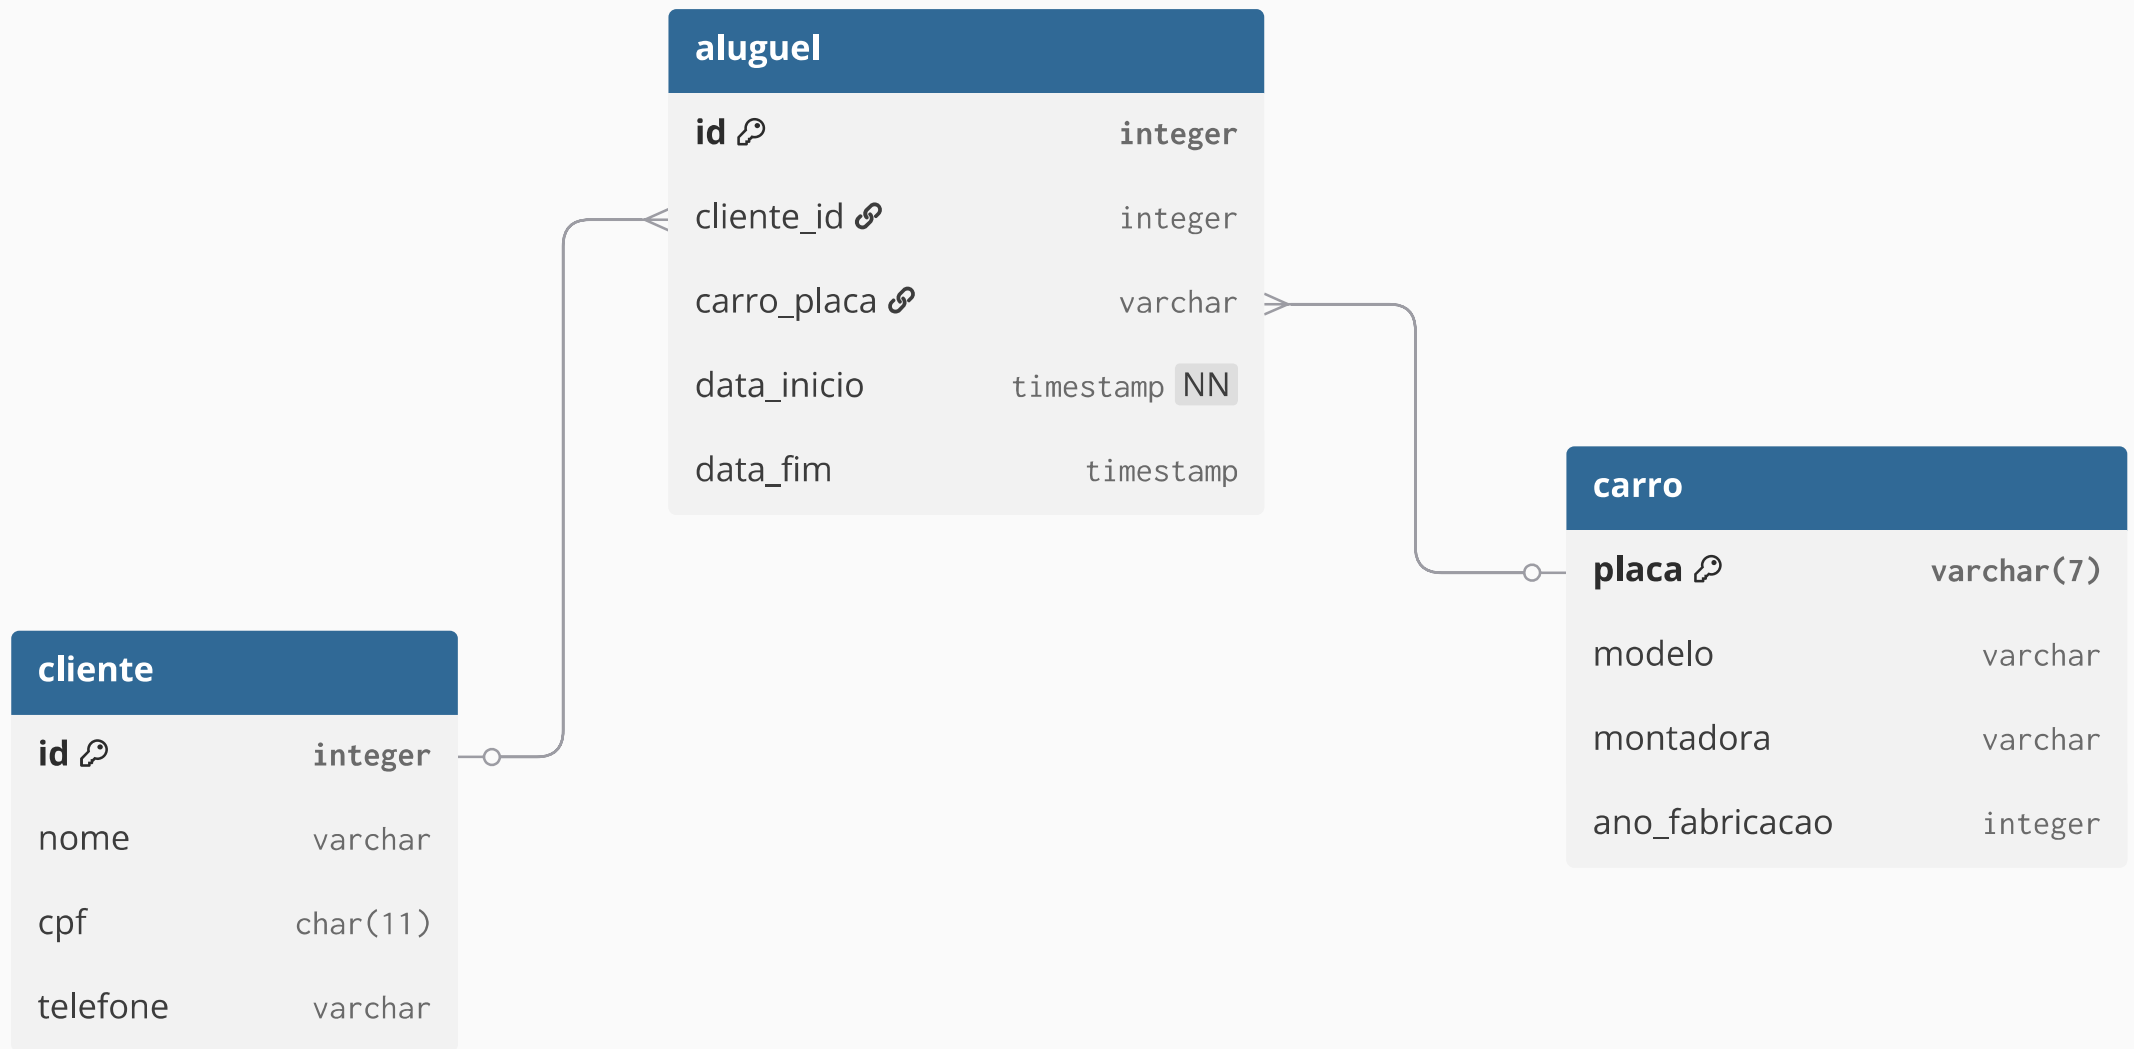 aluguel
id integer
cliente_id integer
carro_placa varchar
data_inicio timestamp NN
data_fim timestamp
carro
placa varchar(7)
modelo varchar
montadora varchar
ano_fabricacao integer
cliente
id integer
nome varchar
cpf char(11)
telefone varchar